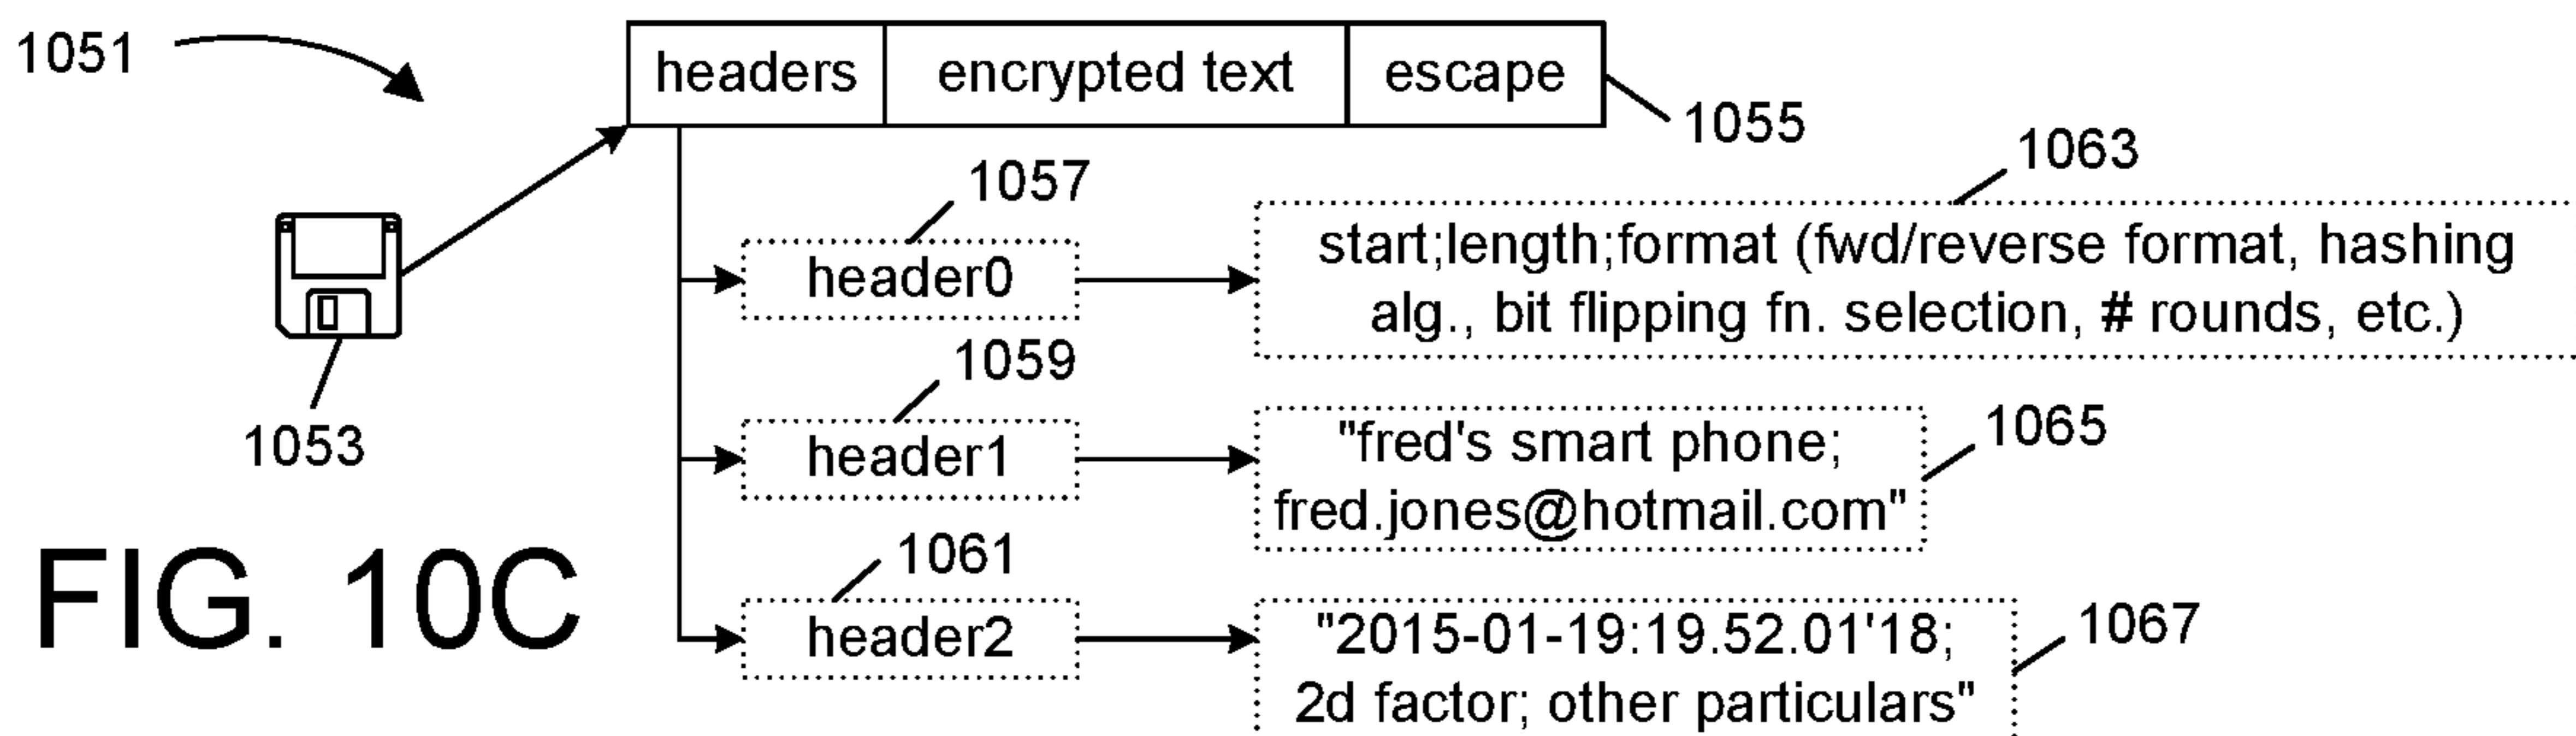 1051
headers encrypted text escape
1055
1053
1057
header0
1063
start;length;format (fwd/reverse format, hashing
alg., bit flipping fn. selection, # rounds, etc.)
1059
header1
"fred's smart phone;
fred.jones@hotmail.com"
1065
1061
header2
"2015-01-19:19.52.01'18;
2d factor; other particulars"
1067
FIG. 10C